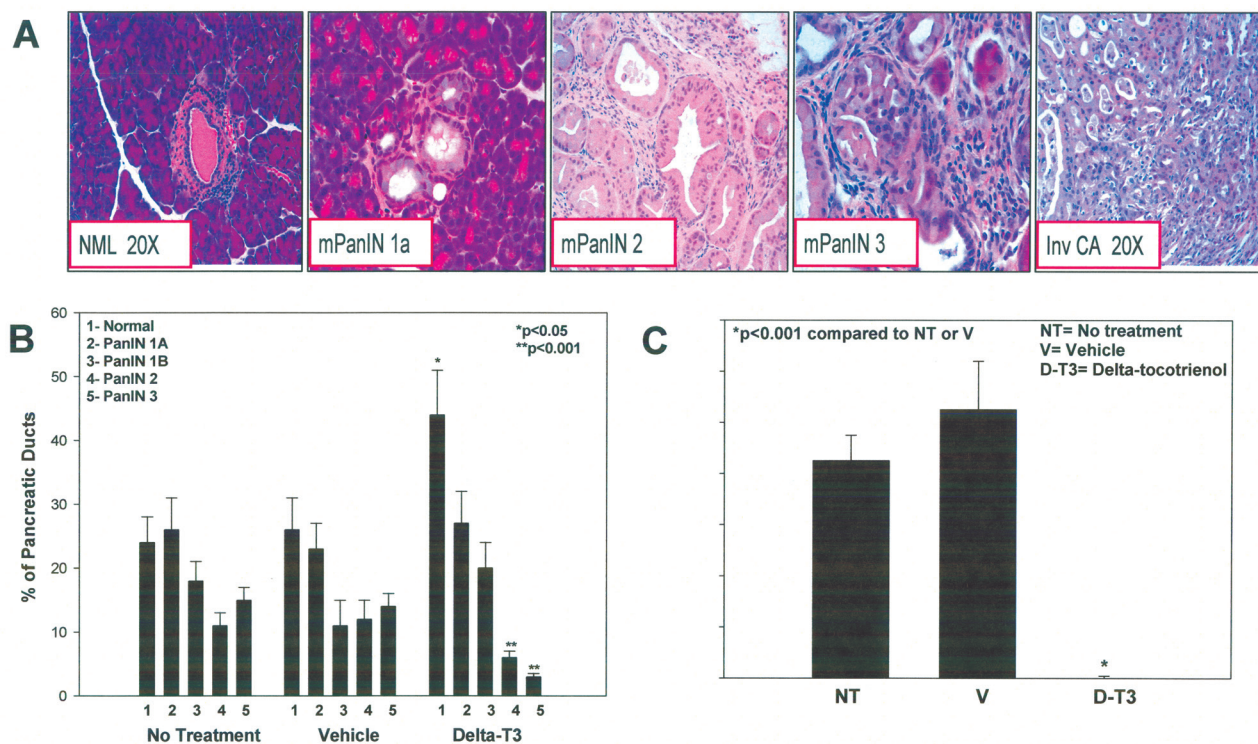 A
NML 20X
mPanIN 1a
mPanIN 2
mPanIN 3
Inv CA 20X
B
1- Normal
2- PanIN 1A
3- PanIN 1B
4- PanIN 2
5- PanIN 3
*p<0.05
**p<0.001
% of Pancreatic Ducts
60
50
40
30
20
10
0
*
**
**
1 2 3 4 5 1 2 3 4 5 1 2 3 4 5
No Treatment Vehicle Delta-T3
C
*p<0.001 compared to NT or V
NT= No treatment
V= Vehicle
D-T3= Delta-tocotrienol
*
NT V D-T3